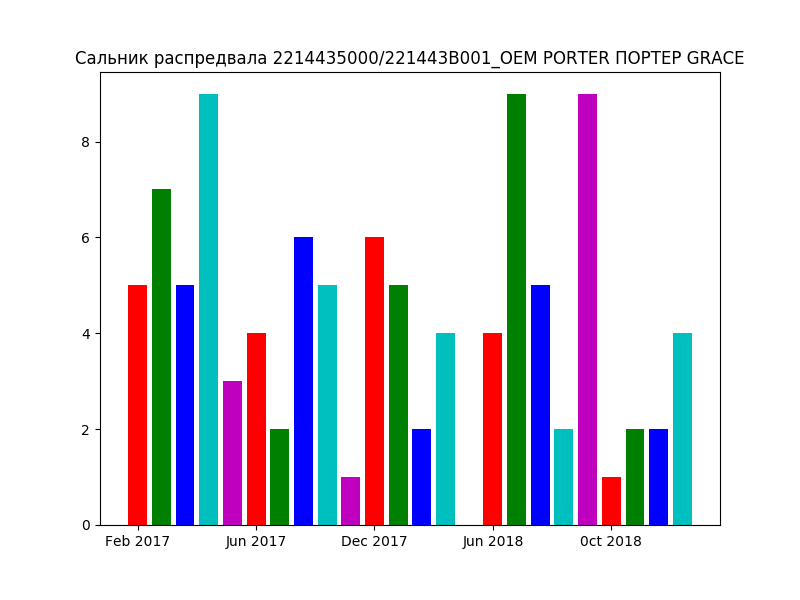 Сальник распредвала 2214435000/221443B001_OEM PORTER ПОРТЕР GRACE
8
6
4
2
0
Feb 2017
Jun 2017
Dec 2017
Jun 2018
Oct 2018